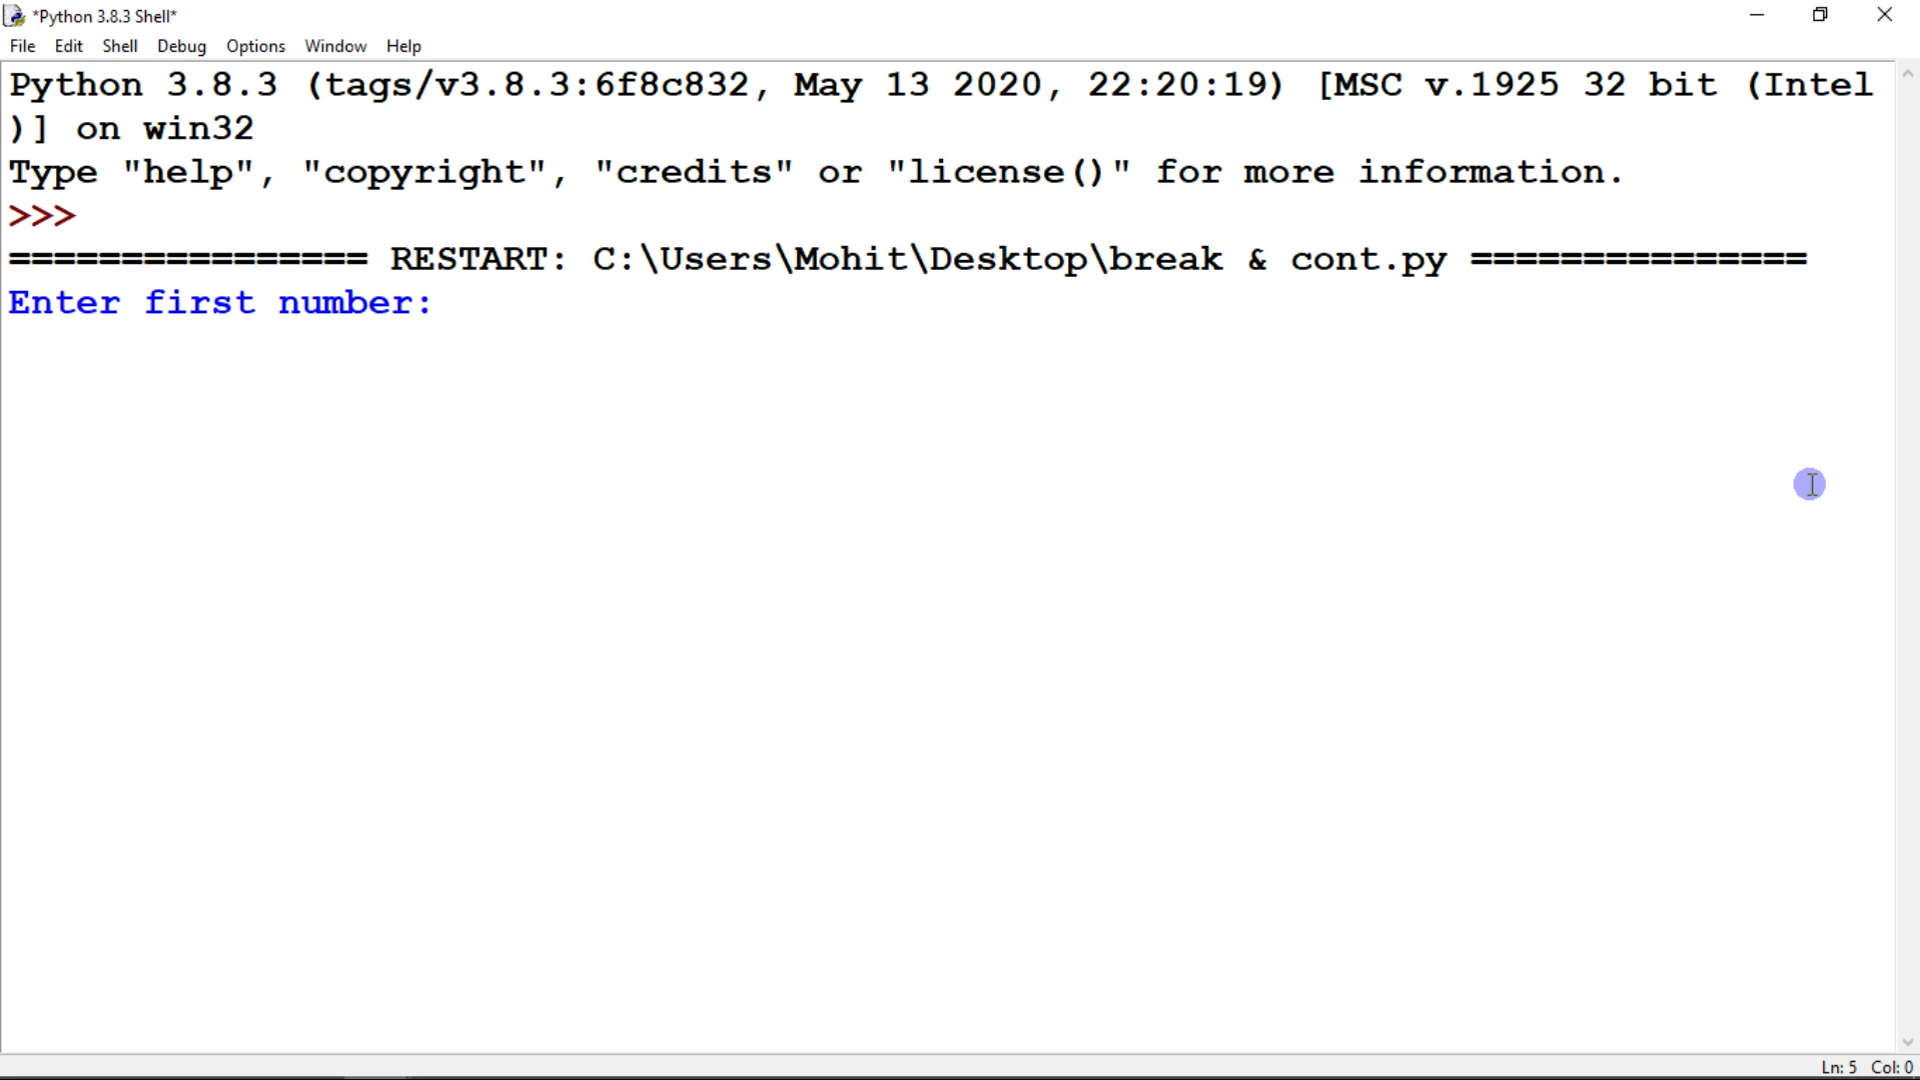 *Python 3.8.3 Shell*
File Edit Shell Debug Options Window Help
Python 3.8.3 (tags/v3.8.3:6f8c832, May 13 2020, 22:20:19) [MSC v.1925 32 bit (Intel
)] on win32
Type "help", "copyright", "credits" or "license()" for more information.
>>>
================ RESTART: C:\Users\Mohit\Desktop\break & cont.py ===============
Enter first number:
Ln: 5 Col: 0